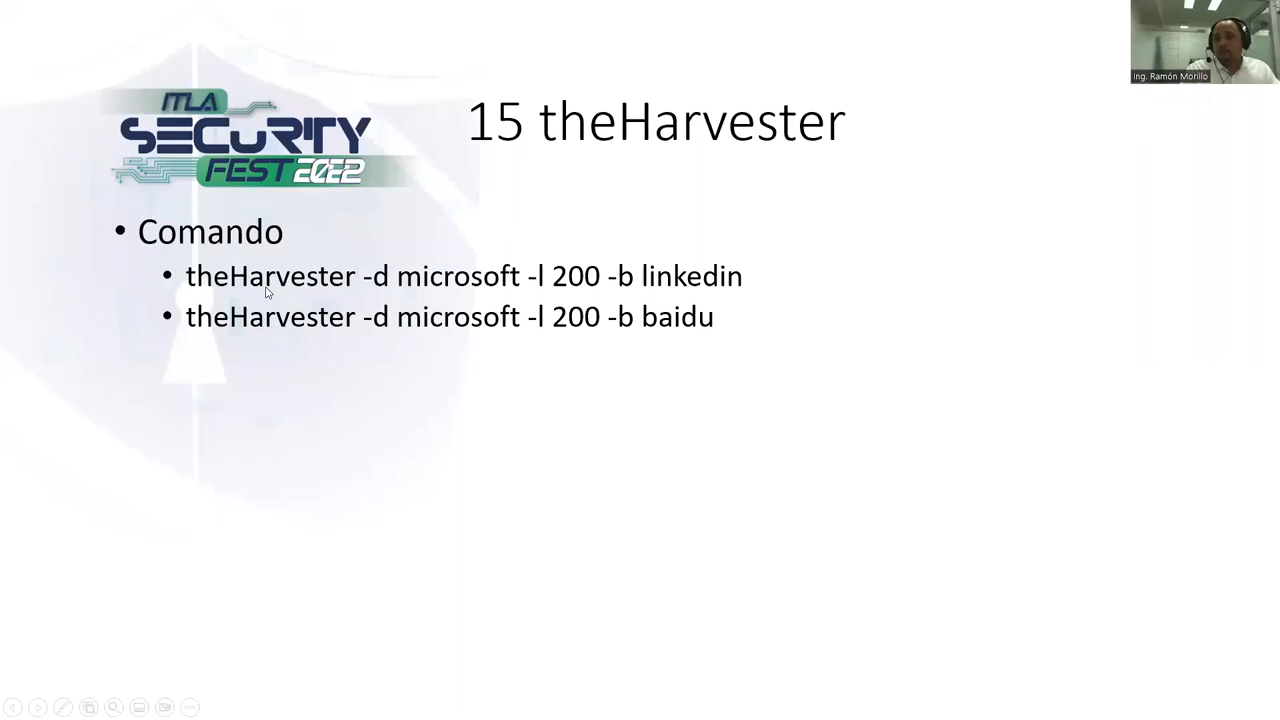 Ing. Ramón Morillo
ITLA
SECURITY
FEST 2022
15 theHarvester
• Comando
• theHarvester -d microsoft -l 200 -b linkedin
• theHarvester -d microsoft -l 200 -b baidu